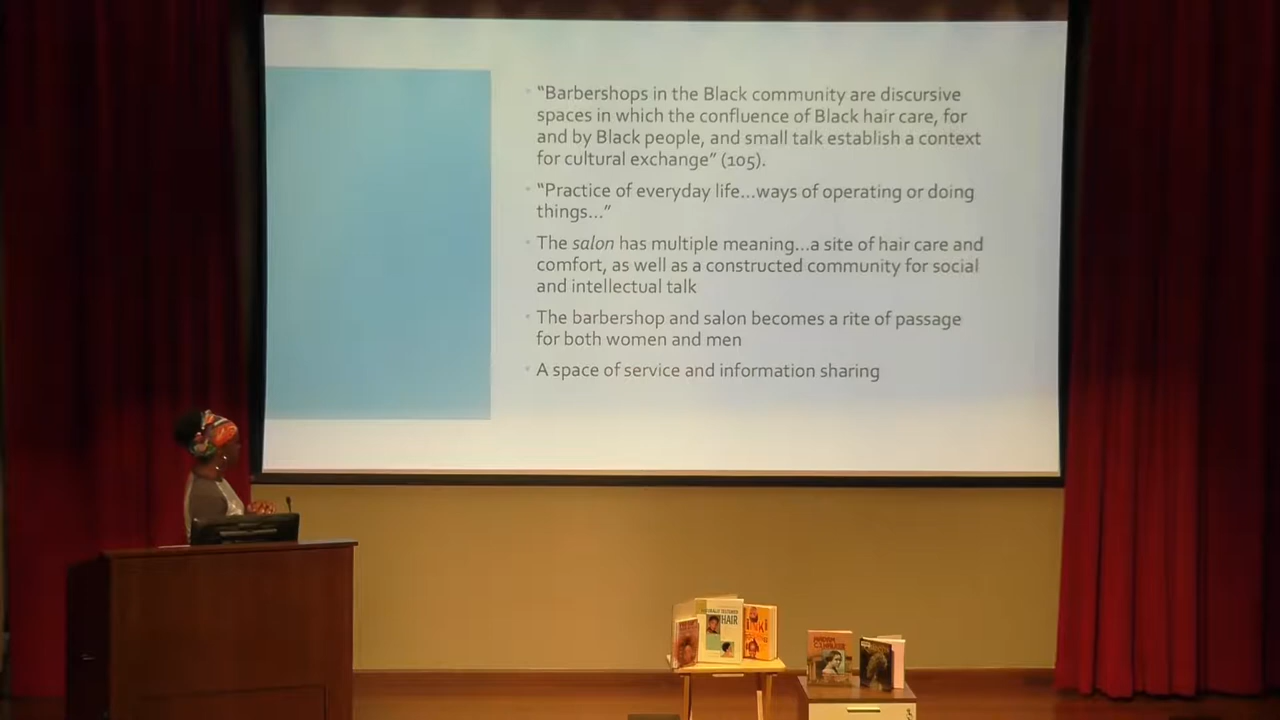 “Barbershops in the Black community are discursive
spaces in which the confluence of Black hair care, for
and by Black people, and small talk establish a context
for cultural exchange” (105).
“Practice of everyday life…ways of operating or doing
things…”
The salon has multiple meaning…a site of hair care and
comfort, as well as a constructed community for social
and intellectual talk
The barbershop and salon becomes a rite of passage
for both women and men
A space of service and information sharing
HAIR